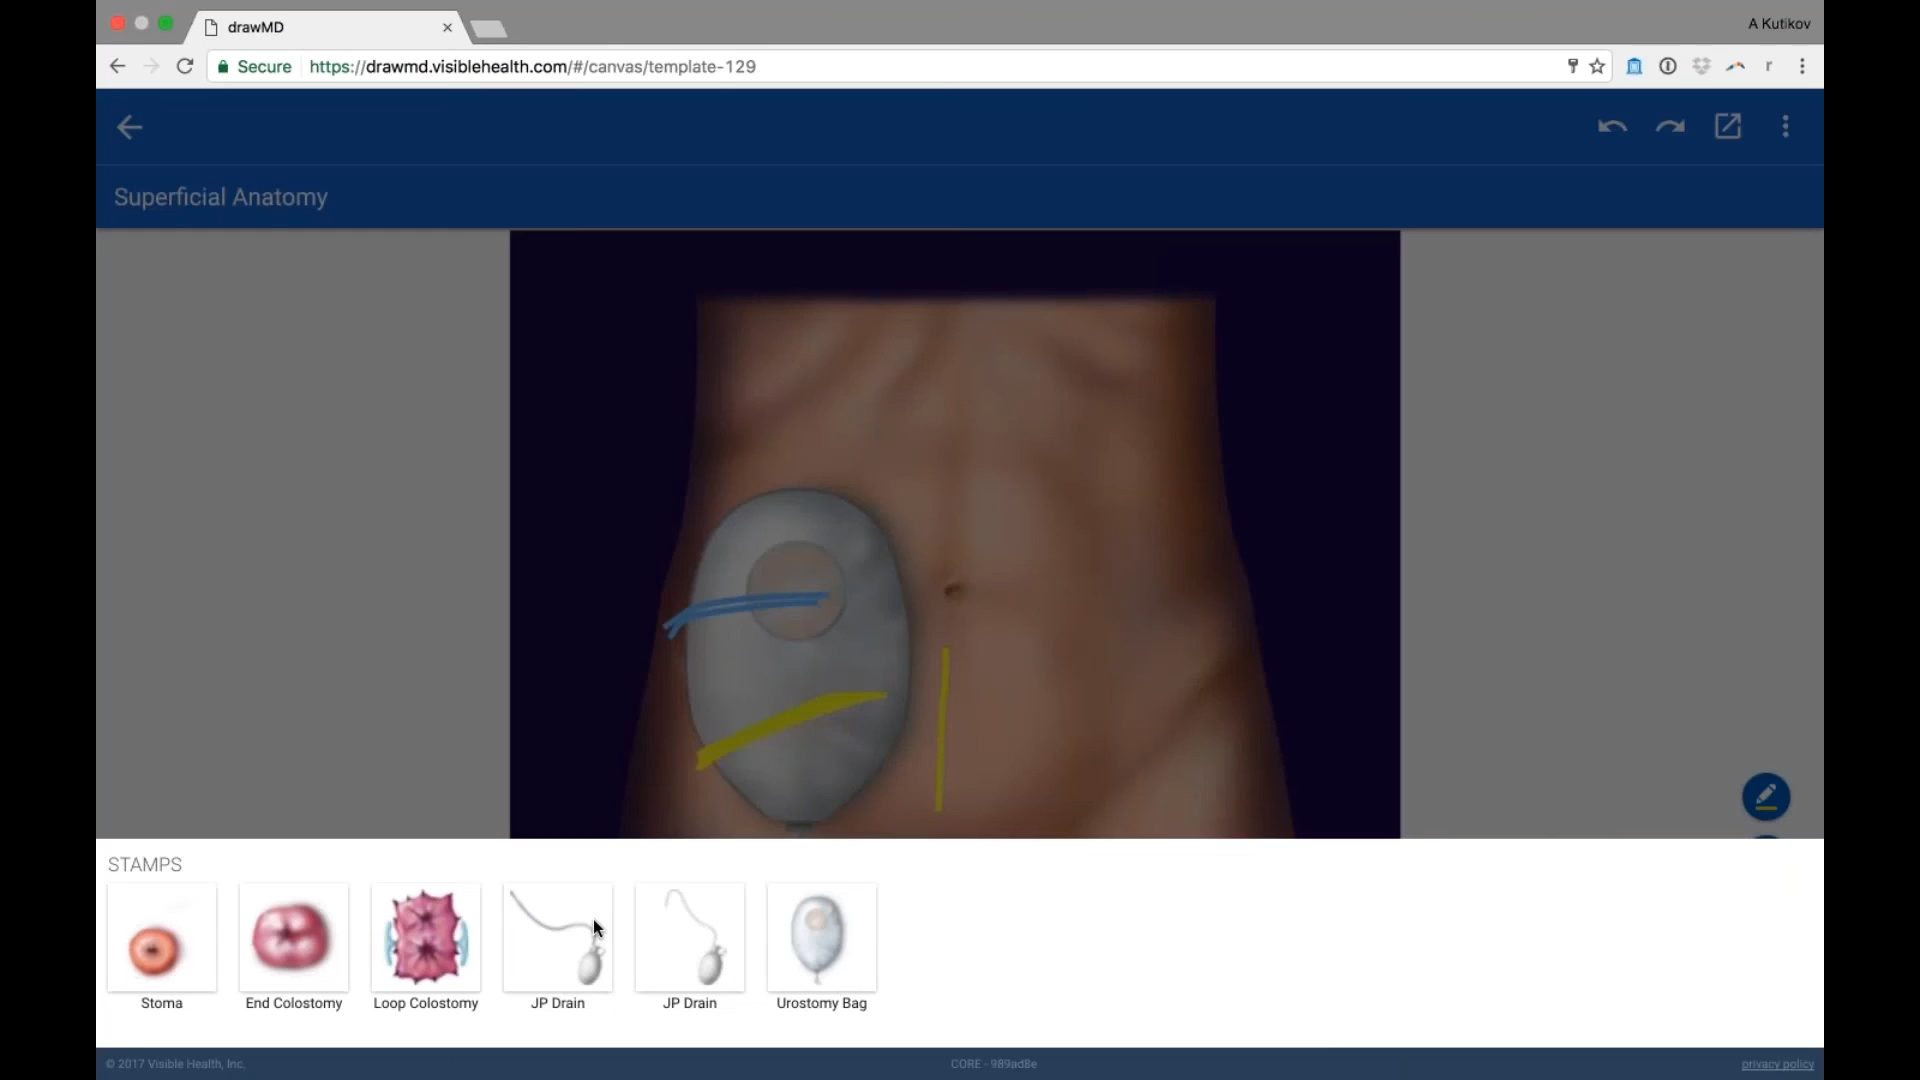 drawMD
A Kutikov
Secure
https://drawmd.visiblehealth.com/#/canvas/template-129
r
Superficial Anatomy
STAMPS
Stoma
End Colostomy
Loop Colostomy
JP Drain
JP Drain
Urostomy Bag
© 2017 Visible Health, Inc.
CORE - 989ad8e
privacy policy